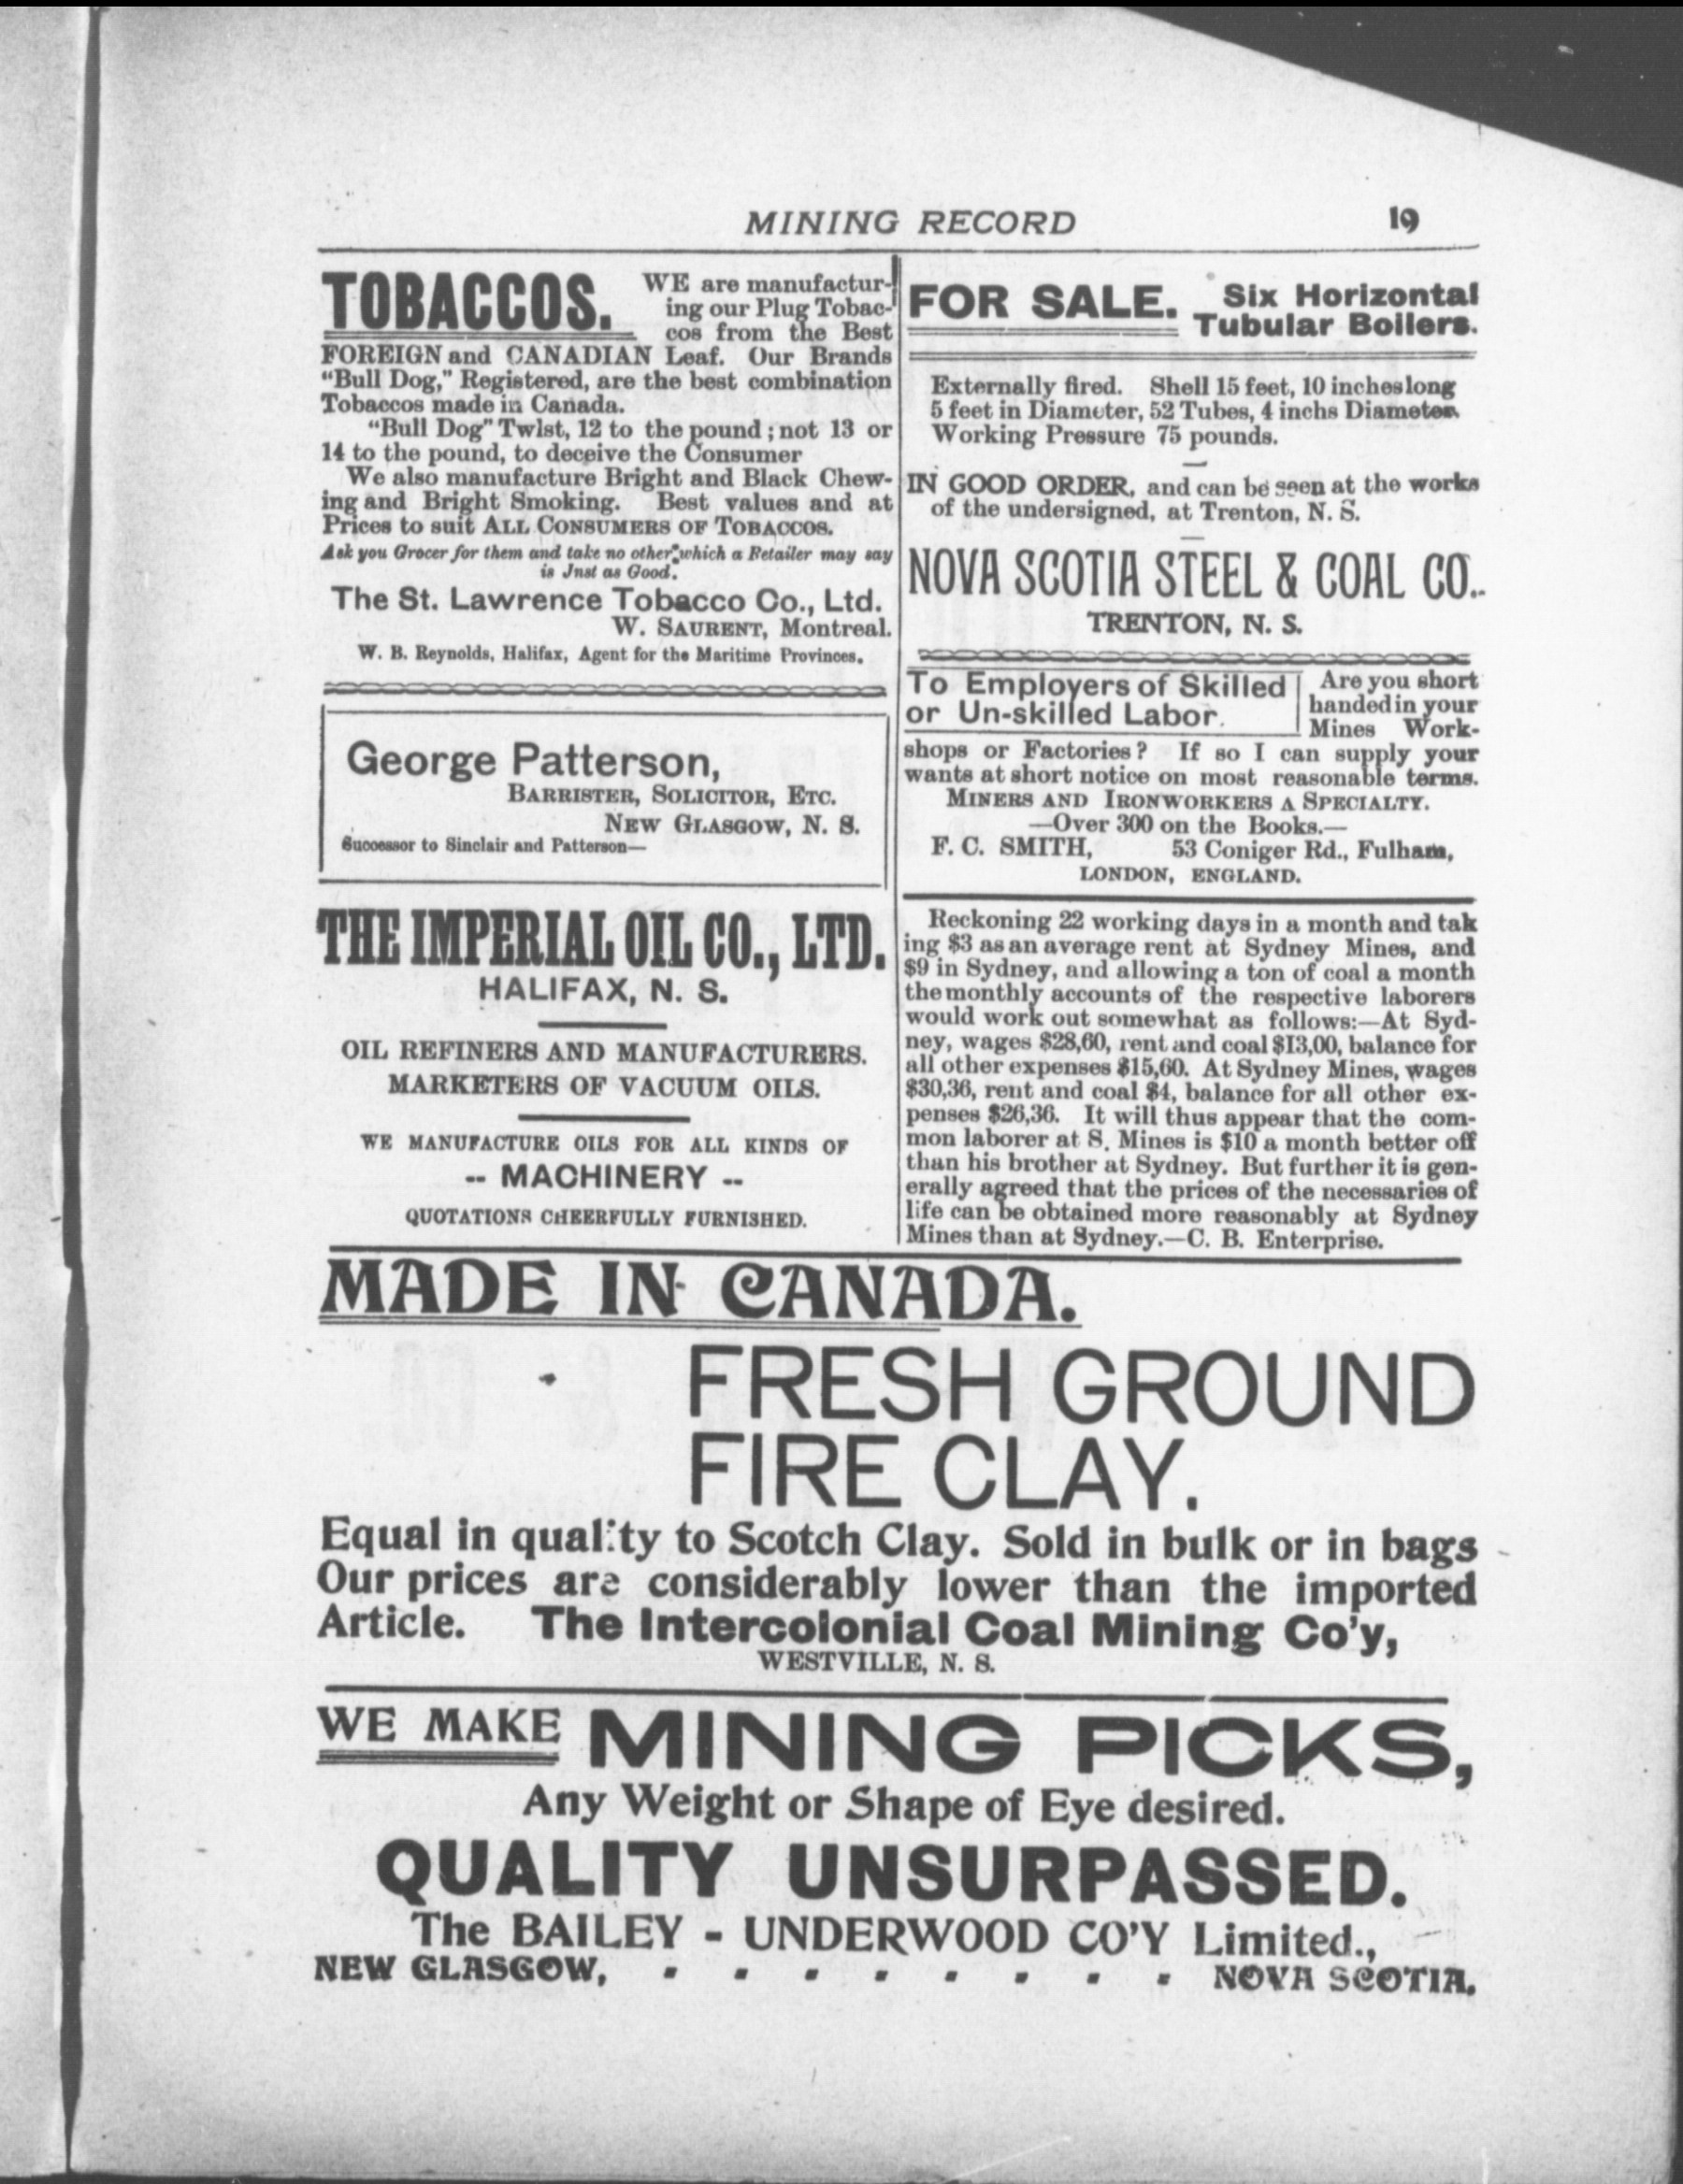 MINING RECORD 19
TOBACCOS. WE are manufactur-
ing our Plug Tobac-
cos from the Best
FOREIGN and CANADIAN Leaf. Our Brands
"Bull Dog," Registered, are the best combination
Tobaccos made in Canada.
"Bull Dog" Twist, 12 to the pound; not 13 or
14 to the pound, to deceive the Consumer
We also manufacture Bright and Black Chew-
ing and Bright Smoking. Best values and at
Prices to suit ALL CONSUMERS OF TOBACCOS.
Ask you Grocer for them and take no other which a Retailer may say
is Jnst as Good.
The St. Lawrence Tobacco Co., Ltd.
W. SAURENT, Montreal.
W. B. Reynolds, Halifax, Agent for the Maritime Provinces.
George Patterson,
BARRISTER, SOLICITOR, ETC.
NEW GLASGOW, N. S.
Successor to Sinclair and Patterson—
THE IMPERIAL OIL CO., LTD.
HALIFAX, N. S.
OIL REFINERS AND MANUFACTURERS.
MARKETERS OF VACUUM OILS.
WE MANUFACTURE OILS FOR ALL KINDS OF
-- MACHINERY --
QUOTATIONS CHEERFULLY FURNISHED.
FOR SALE. Six Horizontal
Tubular Boilers.
Externally fired. Shell 15 feet, 10 inches long
5 feet in Diameter, 52 Tubes, 4 inchs Diameter.
Working Pressure 75 pounds.
IN GOOD ORDER, and can be seen at the works
of the undersigned, at Trenton, N. S.
NOVA SCOTIA STEEL & COAL CO..
TRENTON, N. S.
To Employers of Skilled
or Un-skilled Labor.
Are you short
handed in your
Mines Work-
shops or Factories? If so I can supply your
wants at short notice on most reasonable terms.
MINERS AND IRONWORKERS A SPECIALTY.
—Over 300 on the Books.—
F. C. SMITH, 53 Coniger Rd., Fulham,
LONDON, ENGLAND.
Reckoning 22 working days in a month and tak
ing $3 as an average rent at Sydney Mines, and
$9 in Sydney, and allowing a ton of coal a month
the monthly accounts of the respective laborers
would work out somewhat as follows:—At Syd-
ney, wages $28,60, rent and coal $13,00, balance for
all other expenses $15,60. At Sydney Mines, wages
$30,36, rent and coal $4, balance for all other ex-
penses $26,36. It will thus appear that the com-
mon laborer at S. Mines is $10 a month better off
than his brother at Sydney. But further it is gen-
erally agreed that the prices of the necessaries of
life can be obtained more reasonably at Sydney
Mines than at Sydney.—C. B. Enterprise.
MADE IN CANADA.
FRESH GROUND
FIRE CLAY.
Equal in quality to Scotch Clay. Sold in bulk or in bags
Our prices are considerably lower than the imported
Article. The Intercolonial Coal Mining Co'y,
WESTVILLE, N. S.
WE MAKE MINING PICKS,
Any Weight or Shape of Eye desired.
QUALITY UNSURPASSED.
The BAILEY - UNDERWOOD CO'Y Limited.,
NEW GLASGOW, - - - - - - - - NOVA SCOTIA.